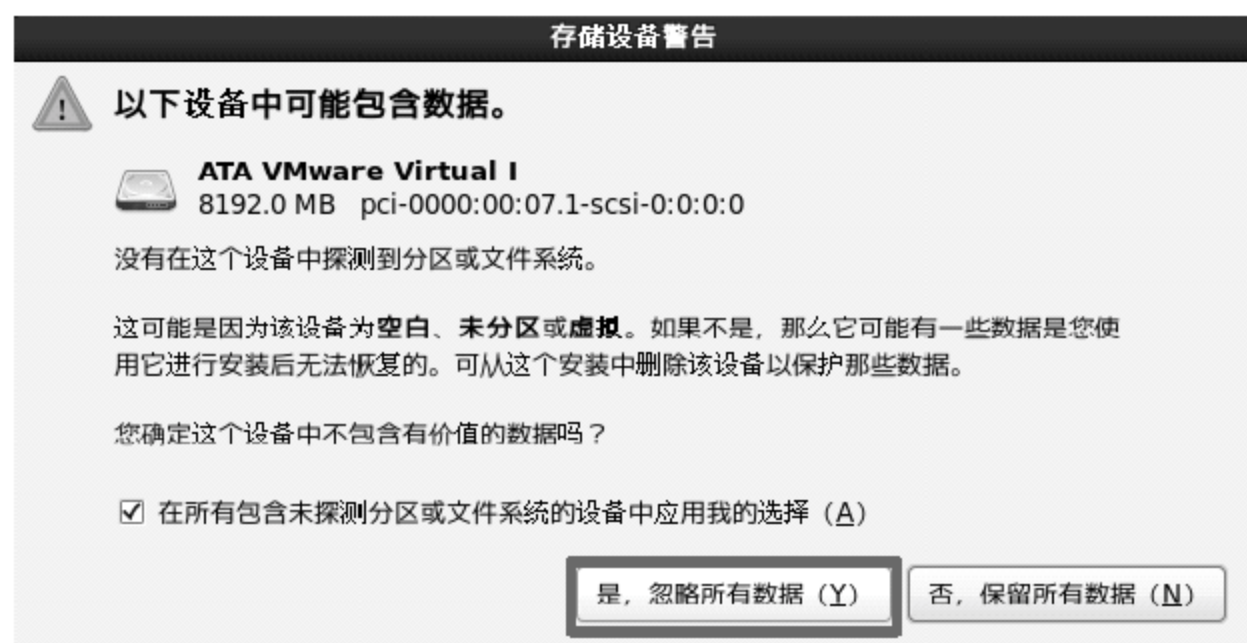 存储设备警告
以下设备中可能包含数据。
ATA VMware Virtual I
8192.0 MB pci-0000:00:07.1-scsi-0:0:0:0
没有在这个设备中探测到分区或文件系统。
这可能是因为该设备为空白、未分区或虚拟。如果不是，那么它可能有一些数据是您使
用它进行安装后无法恢复的。可从这个安装中删除该设备以保护那些数据。
您确定这个设备中不包含有价值的数据吗？
在所有包含未探测分区或文件系统的设备中应用我的选择（A）
是，忽略所有数据（Y） 否，保留所有数据（N）